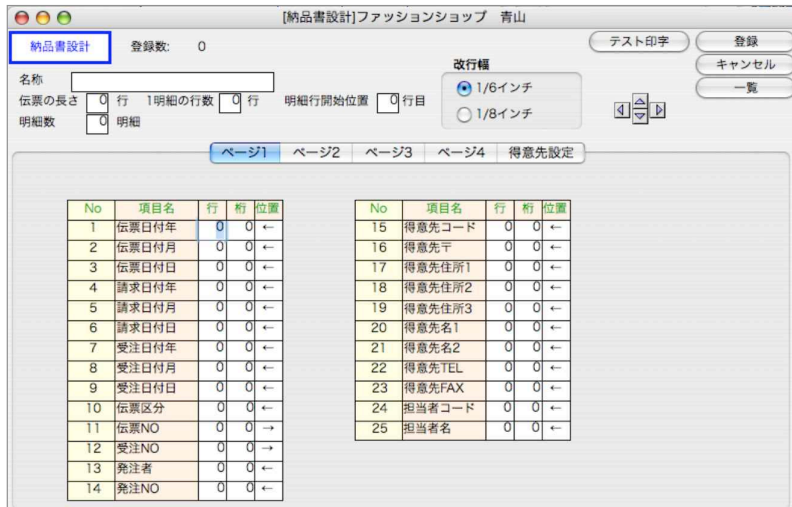 [納品書設計]ファッションショップ 青山
納品書設計 登録数: 0 テスト印字 登録
キャンセル
一覧
改行幅
名称
1/6インチ
伝票の長さ 0 行 1明細の行数 0 行 明細行開始位置 0 行目
1/8インチ
明細数 0 明細
ページ1 ページ2 ページ3 ページ4 得意先設定
No 項目名 行 桁 位置
1 伝票日付年 0 0 ←
2 伝票日付月 0 0 ←
3 伝票日付日 0 0 ←
4 請求日付年 0 0 ←
5 請求日付月 0 0 ←
6 請求日付日 0 0 ←
7 受注日付年 0 0 ←
8 受注日付月 0 0 ←
9 受注日付日 0 0 ←
10 伝票区分 0 0 ←
11 伝票NO 0 0 →
12 受注NO 0 0 →
13 発注者 0 0 ←
14 発注NO 0 0 ←
No 項目名 行 桁 位置
15 得意先コード 0 0 ←
16 得意先〒 0 0 ←
17 得意先住所1 0 0 ←
18 得意先住所2 0 0 ←
19 得意先住所3 0 0 ←
20 得意先名1 0 0 ←
21 得意先名2 0 0 ←
22 得意先TEL 0 0 ←
23 得意先FAX 0 0 ←
24 担当者コード 0 0 ←
25 担当者名 0 0 ←